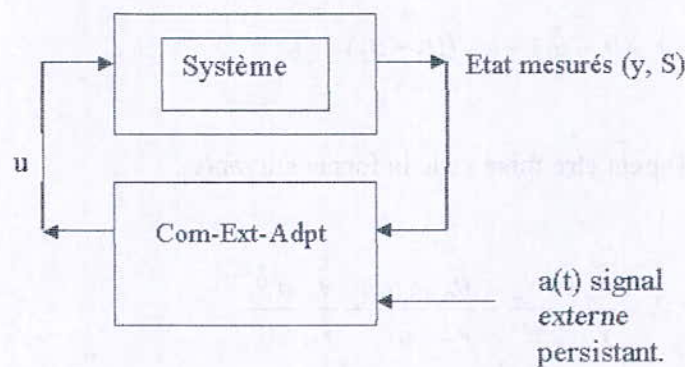 Système
Etat mesurés (y, S)
u
Com-Ext-Adpt
a(t) signal
externe
persistant.